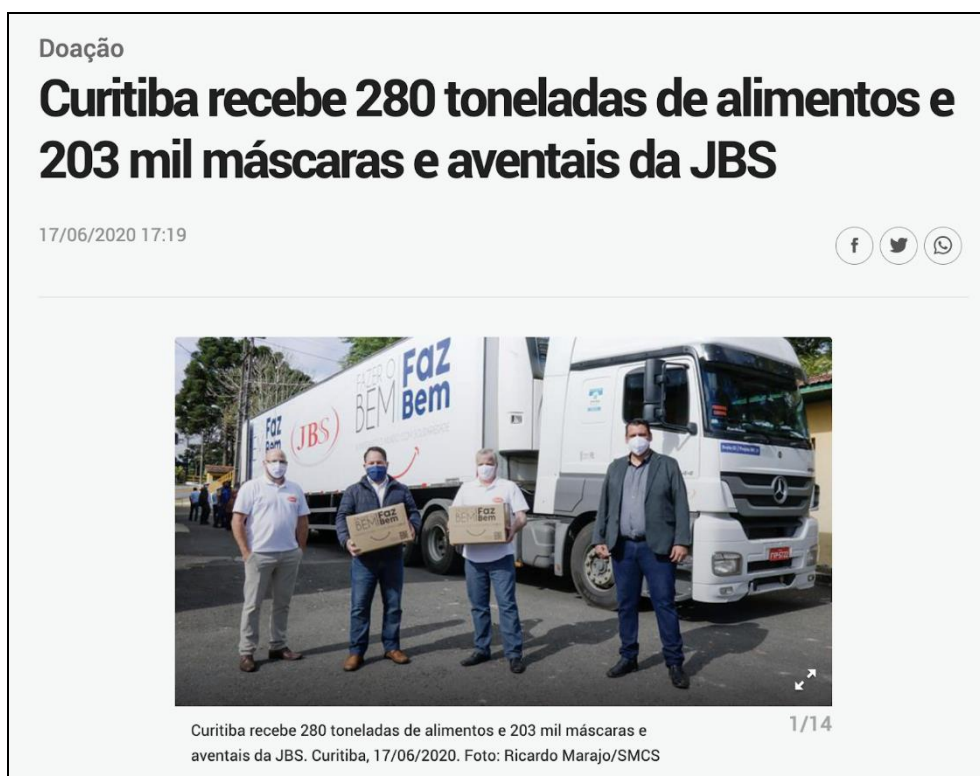 Doação
Curitiba recebe 280 toneladas de alimentos e
203 mil máscaras e aventais da JBS
17/06/2020 17:19
Faz
Bem
JBS
FAZER O
BEM
Faz
Bem
BEM Faz
Bem
BEM Faz
Bem
1/14
Curitiba recebe 280 toneladas de alimentos e 203 mil máscaras e
aventais da JBS. Curitiba, 17/06/2020. Foto: Ricardo Marajo/SMCS